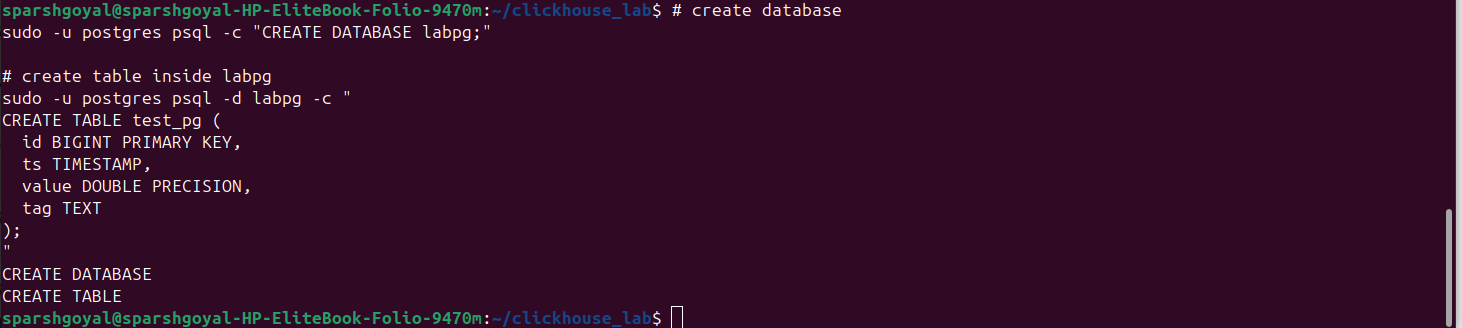 sparshgoyal@sparshgoyal-HP-EliteBook-Folio-9470m:~/clickhouse_lab$ # create database
sudo -u postgres psql -c "CREATE DATABASE labpg;"

# create table inside labpg
sudo -u postgres psql -d labpg -c "
CREATE TABLE test_pg (
  id BIGINT PRIMARY KEY,
  ts TIMESTAMP,
  value DOUBLE PRECISION,
  tag TEXT
);
"
CREATE DATABASE
CREATE TABLE
sparshgoyal@sparshgoyal-HP-EliteBook-Folio-9470m:~/clickhouse_lab$